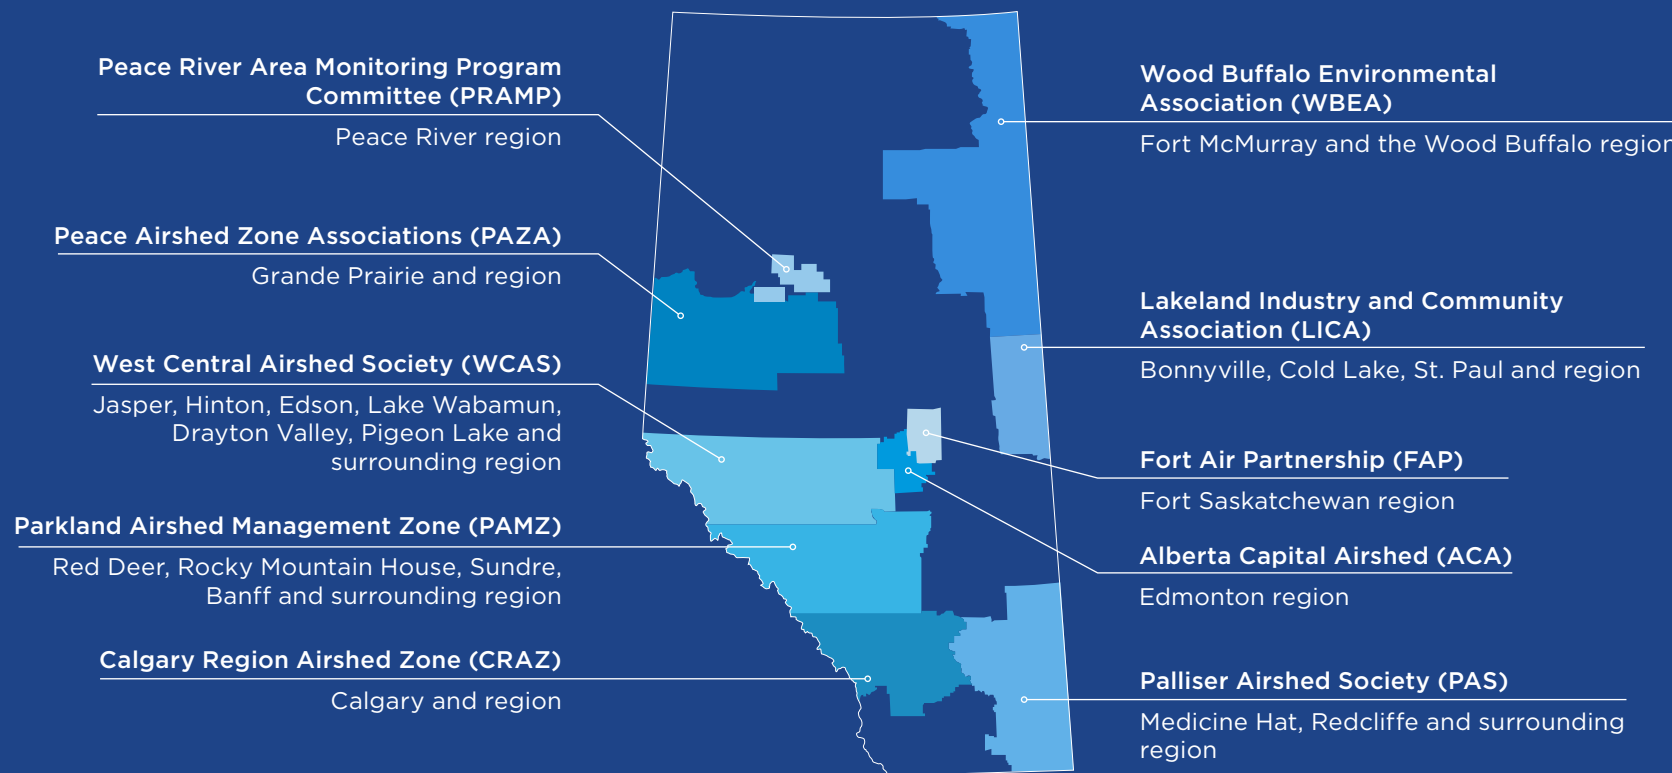 Peace River Area Monitoring Program
Committee (PRAMP)
Peace River region
Peace Airshed Zone Associations (PAZA)
Grande Prairie and region
West Central Airshed Society (WCAS)
Jasper, Hinton, Edson, Lake Wabamun,
Drayton Valley, Pigeon Lake and
surrounding region
Parkland Airshed Management Zone (PAMZ)
Red Deer, Rocky Mountain House, Sundre,
Banff and surrounding region
Calgary Region Airshed Zone (CRAZ)
Calgary and region
Wood Buffalo Environmental
Association (WBEA)
Fort McMurray and the Wood Buffalo region
Lakeland Industry and Community
Association (LICA)
Bonnyville, Cold Lake, St. Paul and region
Fort Air Partnership (FAP)
Fort Saskatchewan region
Alberta Capital Airshed (ACA)
Edmonton region
Palliser Airshed Society (PAS)
Medicine Hat, Redcliffe and surrounding
region